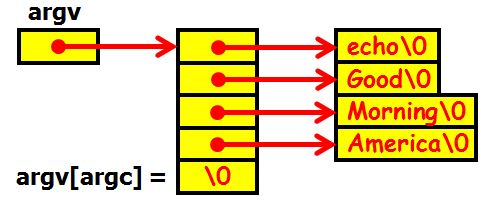 argv
echo\0
Good\0
Morning\0
America\0
argv[argc] = \0